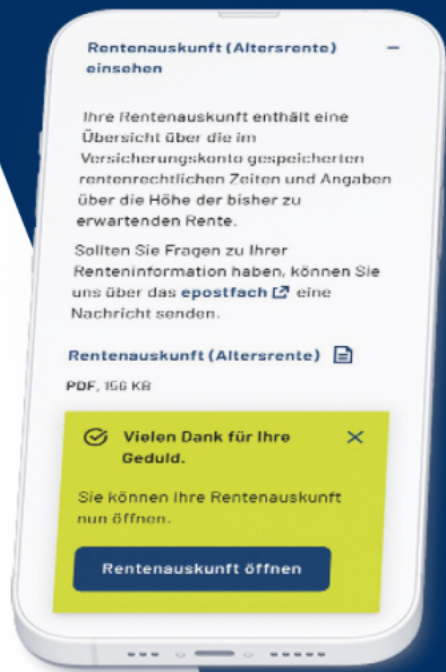 Rentenauskunft (Altersrente) –
einsehen
Ihre Rentenauskunft enthält eine
Übersicht über die im
Versicherungskonto gespeicherten
rentenrechtlichen Zeiten und Angaben
über die Höhe der bisher zu
erwartenden Rente.
Sollten Sie Fragen zu Ihrer
Renteninformation haben, können Sie
uns über das epostfach eine
Nachricht senden.
Rentenauskunft (Altersrente)
PDF, 156 KB
Vielen Dank für Ihre
Geduld.
Sie können Ihre Rentenauskunft
nun öffnen.
Rentenauskunft öffnen